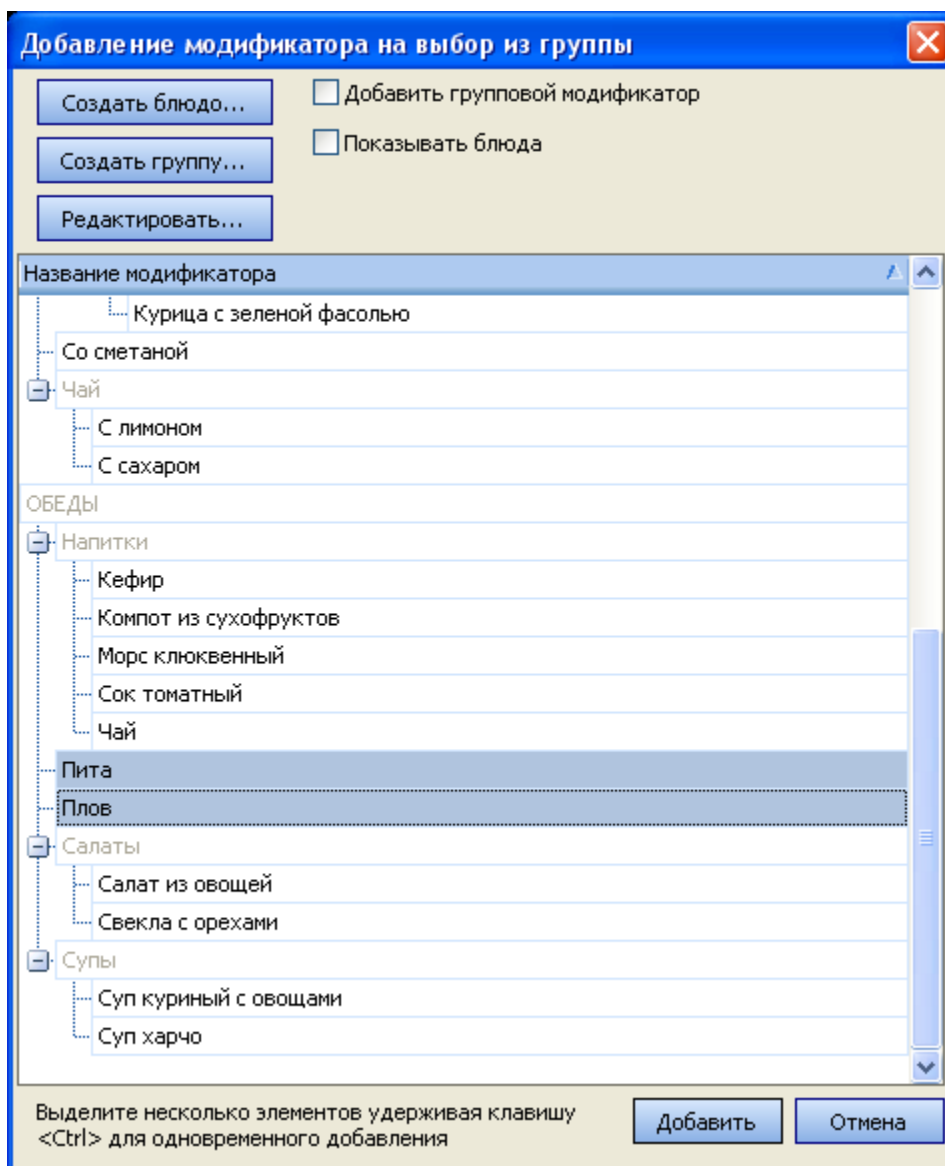 Добавление модификатора на выбор из группы
Создать блюдо...
Добавить групповой модификатор
Создать группу...
Показывать блюда
Редактировать...
Название модификатора
Курица с зеленой фасолью
Со сметаной
Чай
С лимоном
С сахаром
ОБЕДЫ
Напитки
Кефир
Компот из сухофруктов
Морс клюквенный
Сок томатный
Чай
Пита
Плов
Салаты
Салат из овощей
Свекла с орехами
Супы
Суп куриный с овощами
Суп харчо
Выделите несколько элементов удерживая клавишу
<Ctrl> для одновременного добавления
Добавить
Отмена